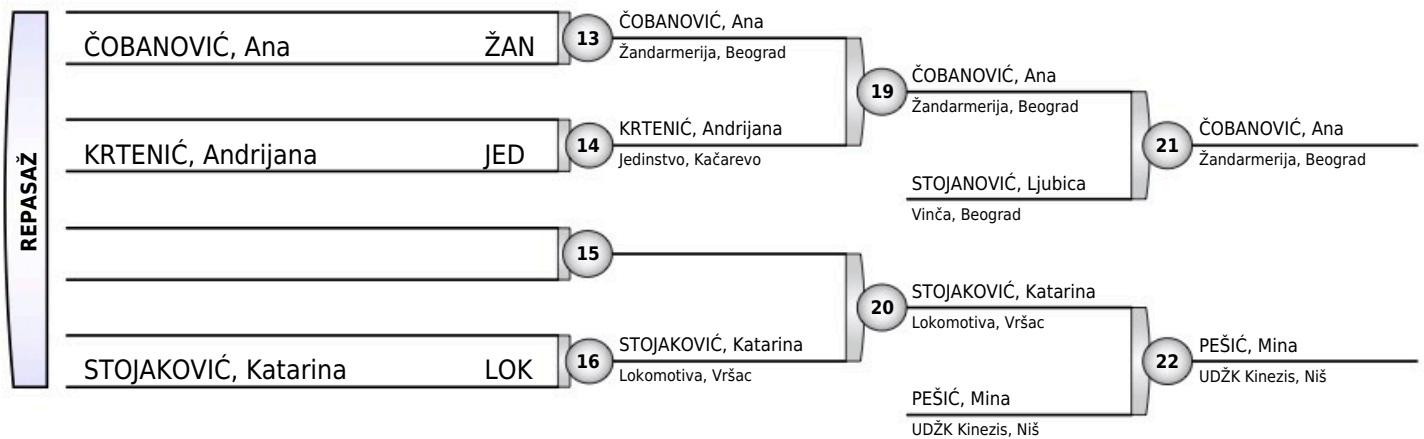 REPASAŽ
ČOBANOVIĆ, Ana ŽAN
KRTENIĆ, Andrijana JED
STOJAKOVIĆ, Katarina LOK
13
ČOBANOVIĆ, Ana
Žandarmerija, Beograd
14
KRTENIĆ, Andrijana
Jedinstvo, Kačarevo
15
16
STOJAKOVIĆ, Katarina
Lokomotiva, Vršac
19
ČOBANOVIĆ, Ana
Žandarmerija, Beograd
STOJANOVIĆ, Ljubica
Vinča, Beograd
20
STOJAKOVIĆ, Katarina
Lokomotiva, Vršac
PEŠIĆ, Mina
UDŽK Kinezis, Niš
21
ČOBANOVIĆ, Ana
Žandarmerija, Beograd
22
PEŠIĆ, Mina
UDŽK Kinezis, Niš